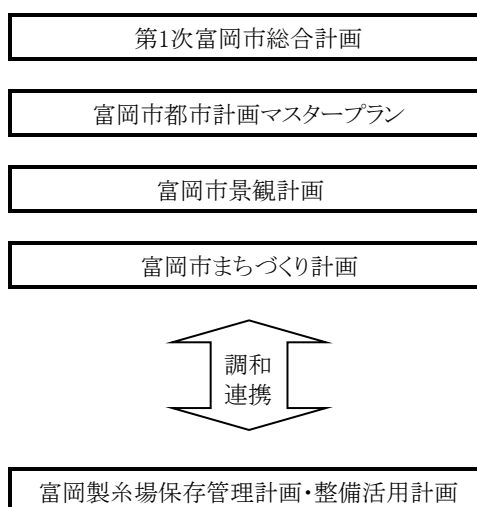 第1次富岡市総合計画
富岡市都市計画マスタープラン
富岡市景観計画
富岡市まちづくり計画
調和
連携
富岡製糸場保存管理計画・整備活用計画